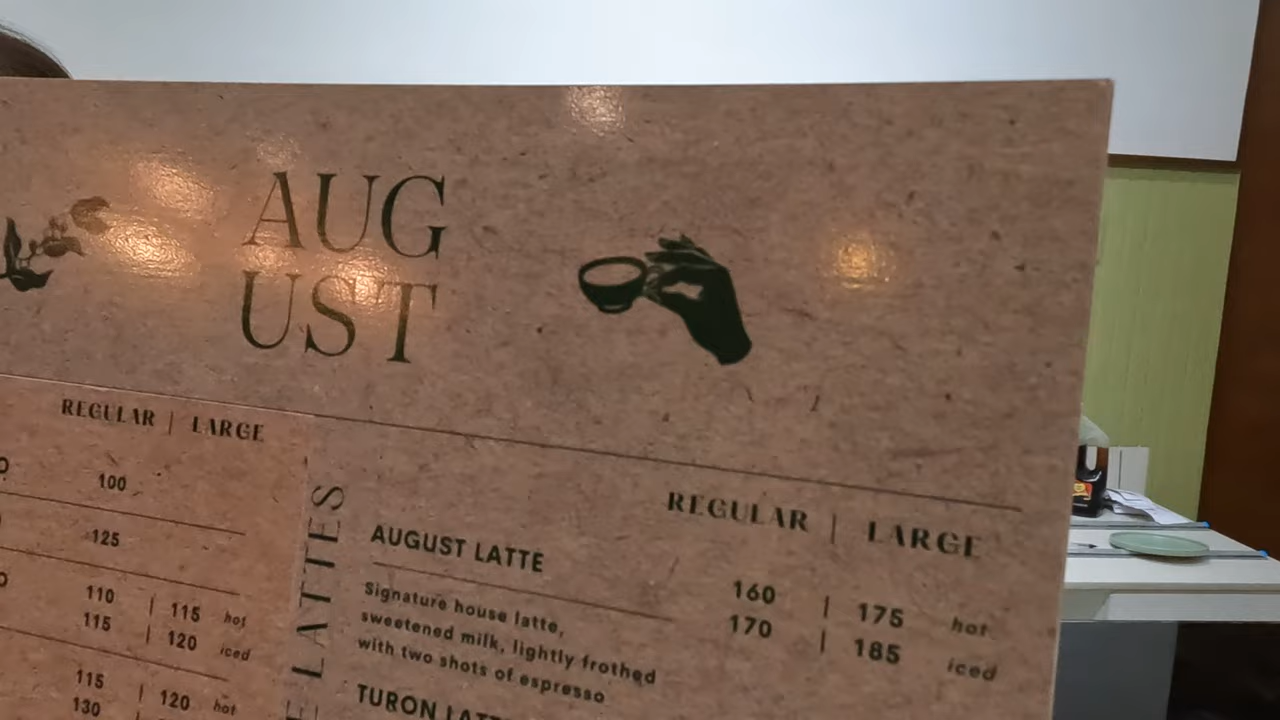 AUG
UST
REGULAR | LARGE
100
125
110 | 115 hot
115 | 120 iced
115 | 120 hot
130
LATTES
REGULAR | LARGE
AUGUST LATTE
160 | 175 hot
170 | 185 iced
Signature house latte,
sweetened milk, lightly frothed
with two shots of espresso
TURON